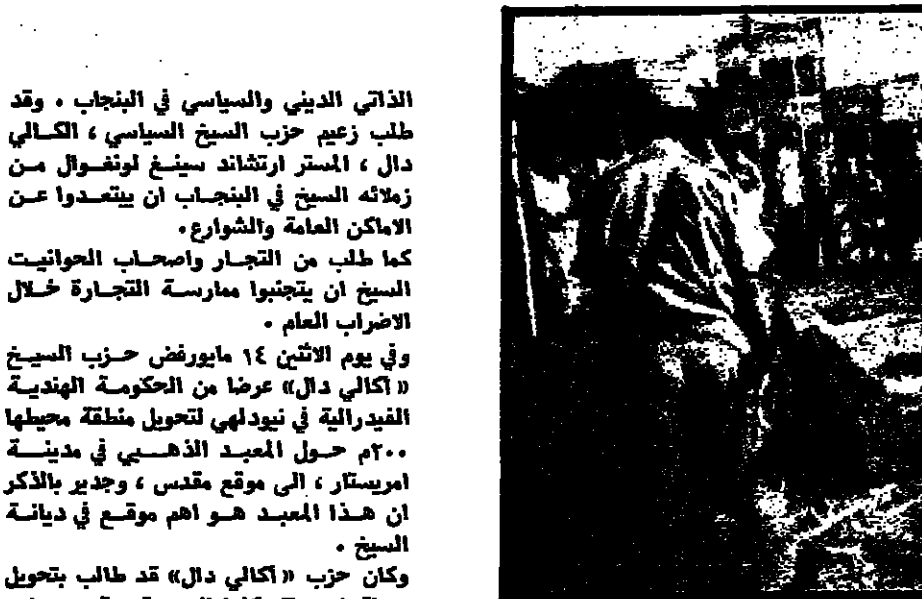 الذاتي الديني والسياسي في البنجاب . وقد
طلب زعيم حزب السيخ السياسي ، الكالي
دال ، المستر ارتشاند سينغ لونغوال من
زملائه السيخ في البنجاب ان يبتعدوا عن
الاماكن العامة والشوارع .
كما طلب من التجار واصحاب الحوانيت
السيخ ان يتجنبوا ممارسة التجارة خلال
الاضراب العام .
وفي يوم الاثنين ١٤ مايورفض حزب السيخ
«اكالي دال» عرضا من الحكومة الهندية
الفيدرالية في نيودلهي لتحويل منطقة محيطها
٢٠٠م حول المعبد الذهبي في مدينة
امريستار ، الى موقع مقدس ، وجدير بالذكر
ان هذا المعبد هو اهم موقع في ديانة
السيخ .
وكان حزب «اكالي دال» قد طالب بتحويل